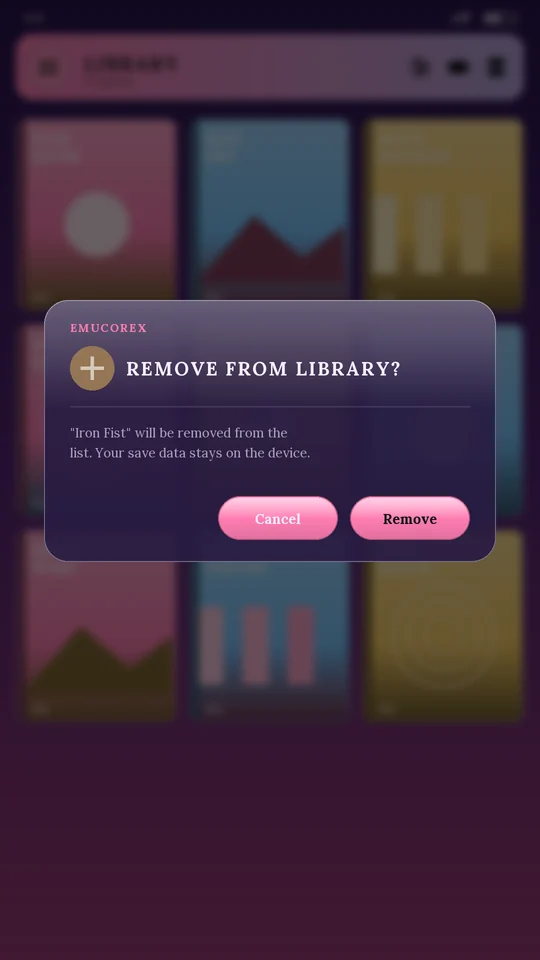 EMUCOREX
REMOVE FROM LIBRARY?
"Iron Fist" will be removed from the
list. Your save data stays on the device.
Cancel
Remove